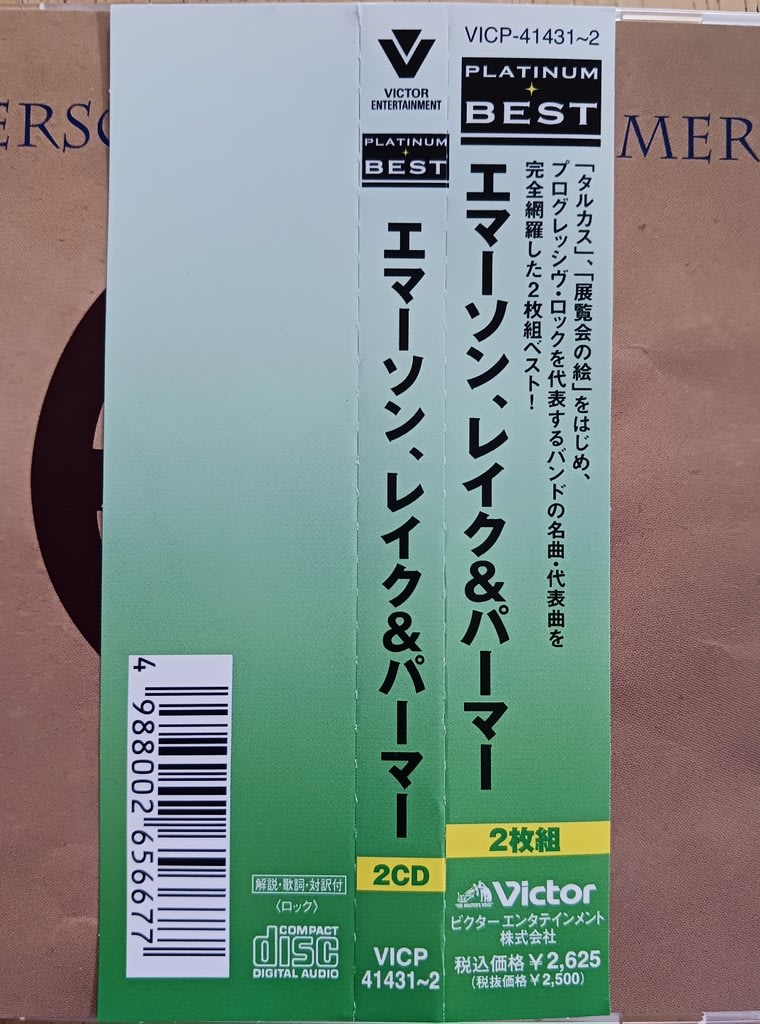 VICP-41431~2
PLATINUM
BEST
エマーソン、レイク&パーマー
「タルカス」、「展覧会の絵」をはじめ、
プログレッシヴ・ロックを代表するバンドの名曲・代表曲を
完全網羅した2枚組ベスト!
2枚組
Victor
ビクターエンタテインメント
株式会社
税込価格¥2,625
(税抜価格¥2,500)
VICTOR
ENTERTAINMENT
PLATINUM
BEST
エマーソン、レイク&パーマー
2CD
VICP
41431~2
4 988002 656677
解説・歌詞・対訳付
〈ロック〉
COMPACT
disc
DIGITAL AUDIO
ERS
MER